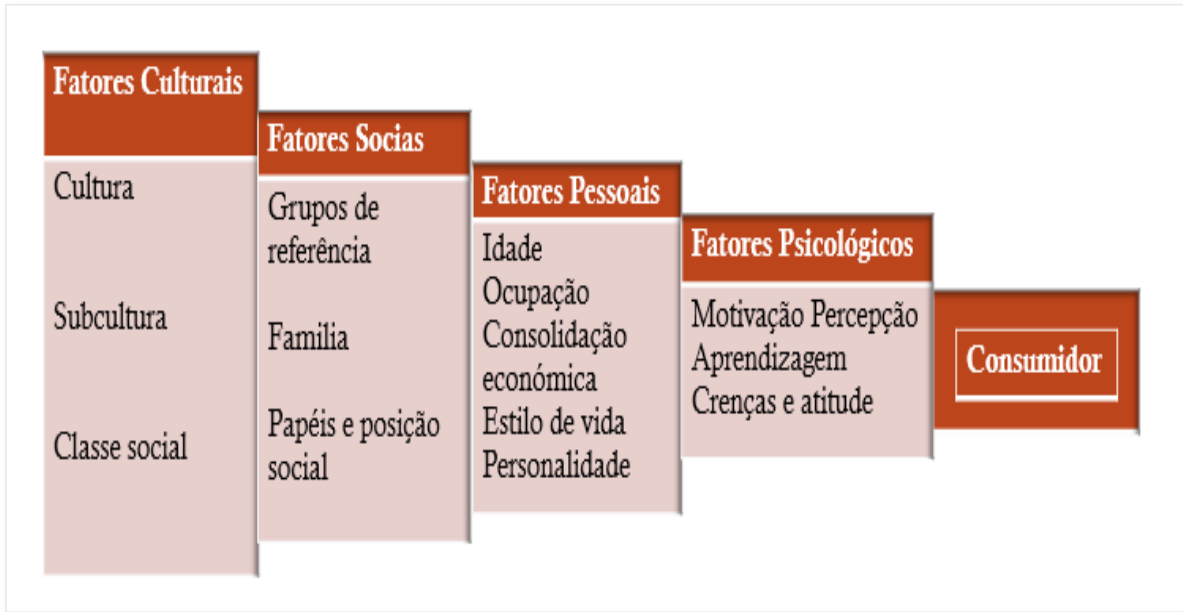 Fatores Culturais
Cultura
Subcultura
Classe social
Fatores Socias
Grupos de
referência
Familia
Papéis e posição
social
Fatores Pessoais
Idade
Ocupação
Consolidação
económica
Estilo de vida
Personalidade
Fatores Psicológicos
Motivação Percepção
Aprendizagem
Crenças e atitude
Consumidor